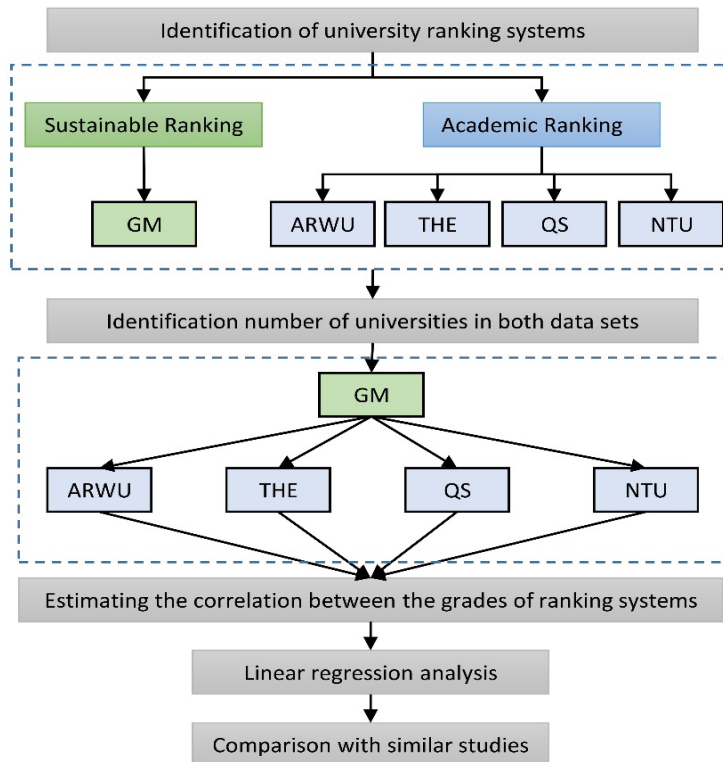 Identification of university ranking systems
Sustainable Ranking
Academic Ranking
GM
ARWU
THE
QS
NTU
Identification number of universities in both data sets
GM
ARWU
THE
QS
NTU
Estimating the correlation between the grades of ranking systems
Linear regression analysis
Comparison with similar studies